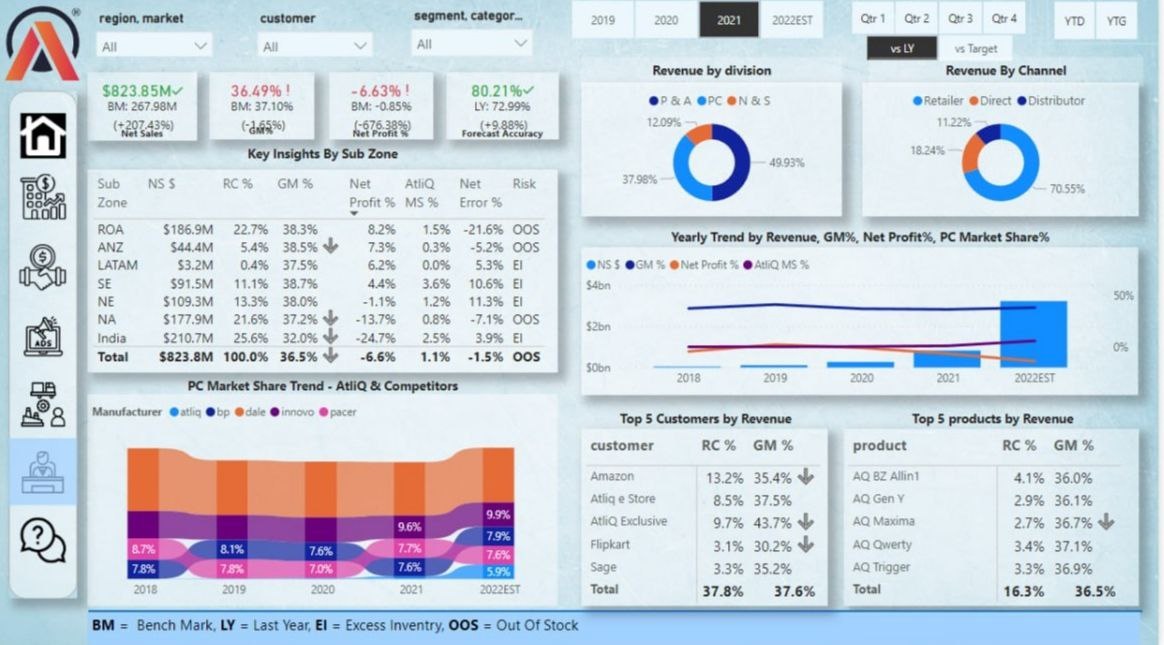 region, market
customer
segment, categor...
All
All
All
2019 2020 2021 2022EST
Qtr 1 Qtr 2 Qtr 3 Qtr 4
YTD YTG
vs LY vs Target
$823.85M
BM: 267.98M
(+207.43%)
Net Sales
36.49% !
BM: 37.10%
(-1.65%)
GM%
-6.63% !
BM: -0.85%
(-676.38%)
Net Profit %
80.21%
LY: 72.99%
(+9.88%)
Forecast Accuracy
Key Insights By Sub Zone
Sub Zone NS $ RC % GM % Net Profit % AtliQ MS % Net Error % Risk
ROA $186.9M 22.7% 38.3% 8.2% 1.5% -21.6% OOS
ANZ $44.4M 5.4% 38.5% 7.3% 0.3% -5.2% OOS
LATAM $3.2M 0.4% 37.5% 6.2% 0.0% 5.3% EI
SE $91.5M 11.1% 38.7% 4.4% 3.6% 10.6% EI
NE $109.3M 13.3% 38.0% -1.1% 1.2% 11.3% EI
NA $177.9M 21.6% 37.2% -13.7% 0.8% -7.1% OOS
India $210.7M 25.6% 32.0% -24.7% 2.5% 3.9% EI
Total $823.8M 100.0% 36.5% -6.6% 1.1% -1.5% OOS
Revenue by division
P & A PC N & S
12.09%
49.93%
37.98%
Revenue By Channel
Retailer Direct Distributor
11.22%
18.24%
70.55%
Yearly Trend by Revenue, GM%, Net Profit%, PC Market Share%
NS $ GM % Net Profit % AtliQ MS %
$4bn
50%
$2bn
0%
$0bn
2018 2019 2020 2021 2022EST
PC Market Share Trend - AtliQ & Competitors
Manufacturer atliq bp dale innovo pacer
9.9%
9.6%
7.9%
8.7% 8.1% 7.6% 7.7% 7.6%
7.8% 7.8% 7.0% 7.6% 5.9%
2018 2019 2020 2021 2022EST
Top 5 Customers by Revenue
customer RC % GM %
Amazon 13.2% 35.4%
Atliq e Store 8.5% 37.5%
AtliQ Exclusive 9.7% 43.7%
Flipkart 3.1% 30.2%
Sage 3.3% 35.2%
Total 37.8% 37.6%
Top 5 products by Revenue
product RC % GM %
AQ BZ Allin1 4.1% 36.0%
AQ Gen Y 2.9% 36.1%
AQ Maxima 2.7% 36.7%
AQ Qwerty 3.4% 37.1%
AQ Trigger 3.3% 36.9%
Total 16.3% 36.5%
ADS
BM = Bench Mark, LY = Last Year, EI = Excess Inventry, OOS = Out Of Stock